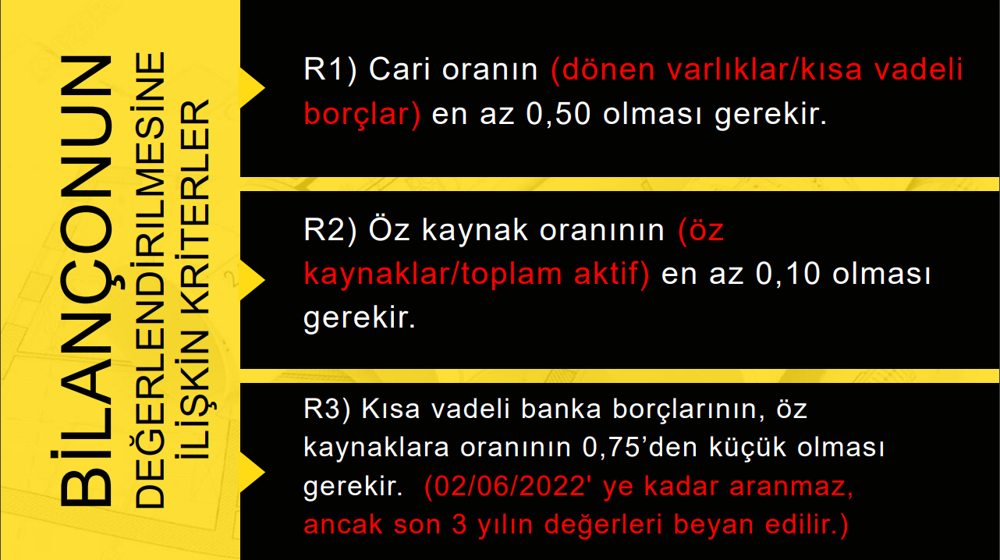 BİLANÇONUN
DEĞERLENDİRİLMESİNE
İLİŞKİN KRİTERLER
R1) Cari oranın (dönen varlıklar/kısa vadeli
borçlar) en az 0,50 olması gerekir.
R2) Öz kaynak oranının (öz
kaynaklar/toplam aktif) en az 0,10 olması
gerekir.
R3) Kısa vadeli banka borçlarının, öz
kaynaklara oranının 0,75’den küçük olması
gerekir. (02/06/2022' ye kadar aranmaz,
ancak son 3 yılın değerleri beyan edilir.)